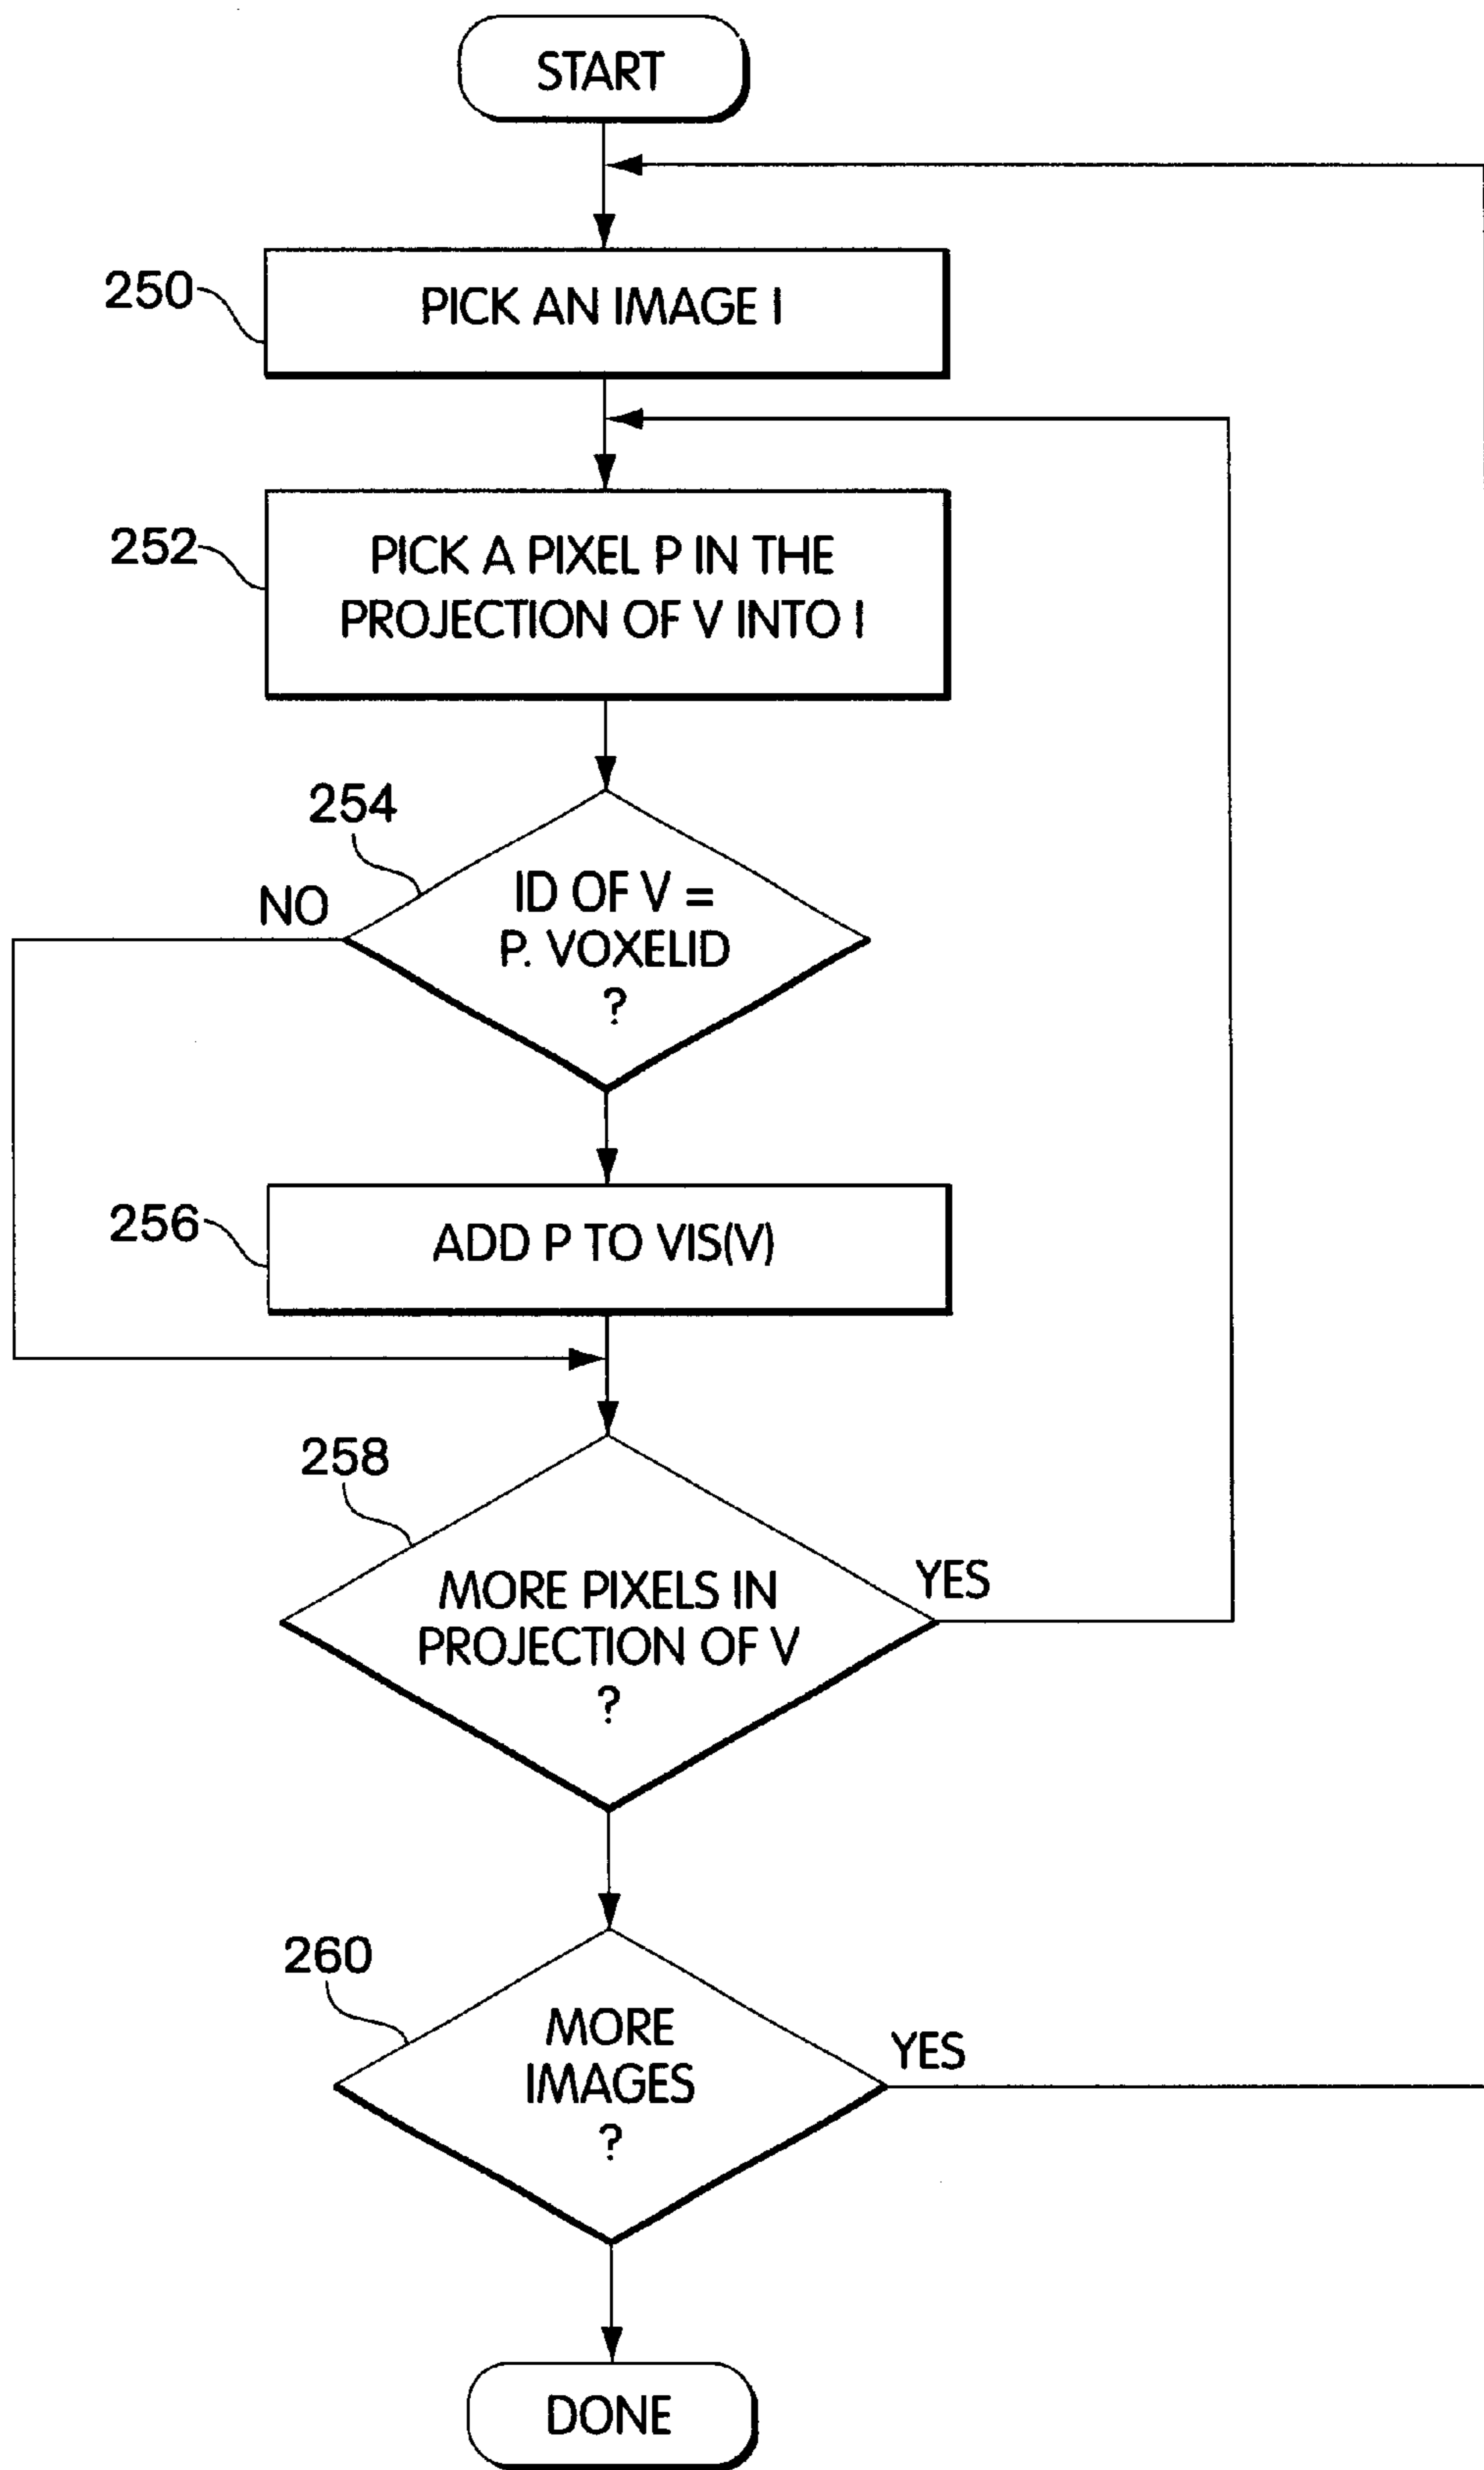 START
250
PICK AN IMAGE I
252
PICK A PIXEL P IN THE
PROJECTION OF V INTO I
254
NO
ID OF V =
P. VOXELID
?
256
ADD P TO VIS(V)
258
MORE PIXELS IN
PROJECTION OF V
?
YES
260
MORE
IMAGES
?
YES
DONE